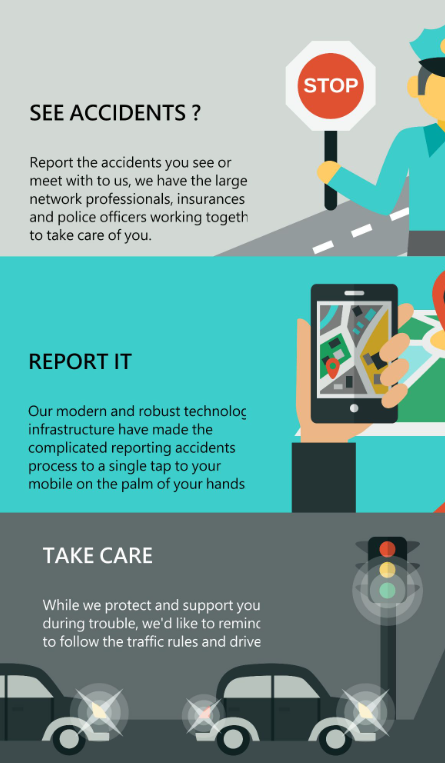 STOP
SEE ACCIDENTS ?
Report the accidents you see or
meet with to us, we have the large
network professionals, insurances
and police officers working togeth
to take care of you.
REPORT IT
Our modern and robust technolog
infrastructure have made the
complicated reporting accidents
process to a single tap to your
mobile on the palm of your hands
TAKE CARE
While we protect and support you
during trouble, we'd like to remind
to follow the traffic rules and drive